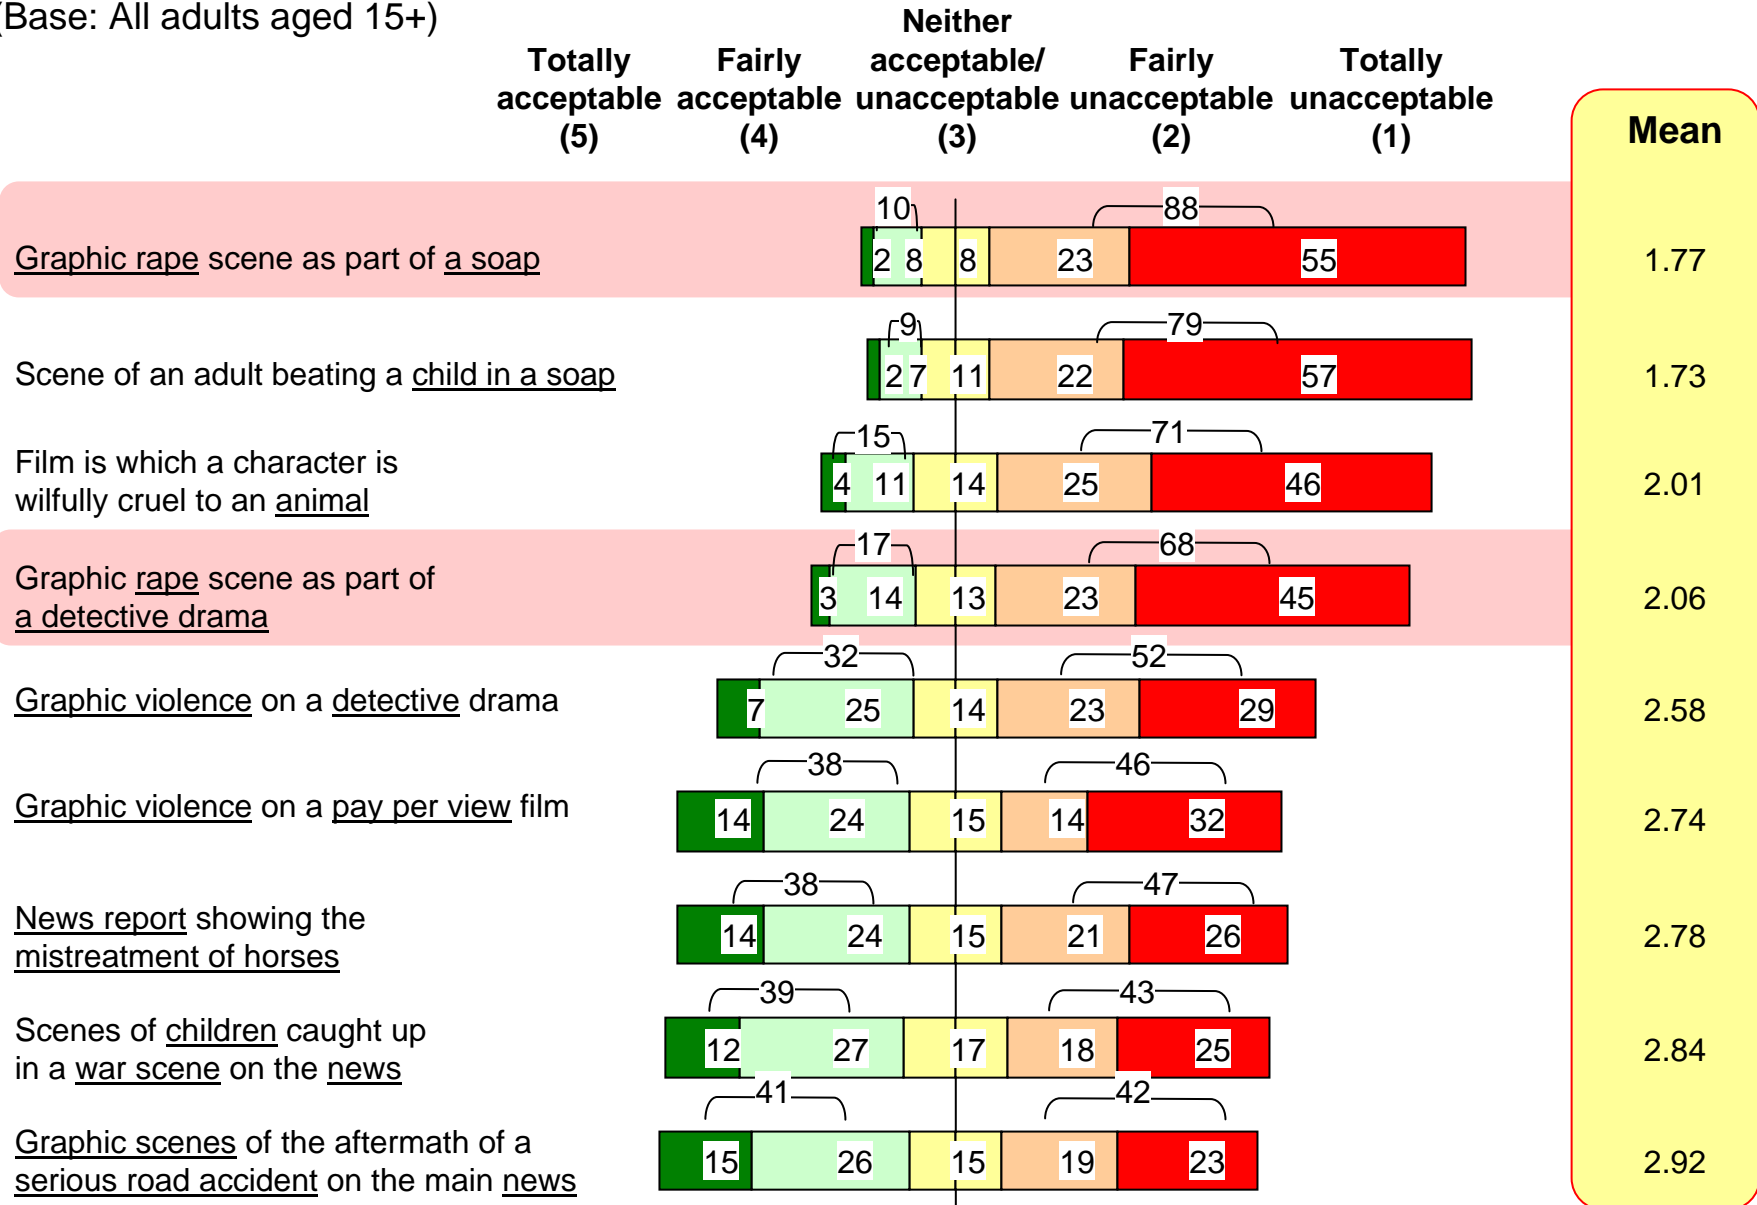 (Base: All adults aged 15+)
Totally acceptable (5)
Fairly acceptable (4)
Neither acceptable/ unacceptable (3)
Fairly unacceptable (2)
Totally unacceptable (1)
Mean
10 88
Graphic rape scene as part of a soap 2 8 8 23 55 1.77
9 79
Scene of an adult beating a child in a soap 2 7 11 22 57 1.73
15 71
Film is which a character is
wilfully cruel to an animal 4 11 14 25 46 2.01
17 68
Graphic rape scene as part of
a detective drama 3 14 13 23 45 2.06
32 52
Graphic violence on a detective drama 7 25 14 23 29 2.58
38 46
Graphic violence on a pay per view film 14 24 15 14 32 2.74
38 47
News report showing the
mistreatment of horses 14 24 15 21 26 2.78
39 43
Scenes of children caught up
in a war scene on the news 12 27 17 18 25 2.84
41 42
Graphic scenes of the aftermath of a
serious road accident on the main news 15 26 15 19 23 2.92